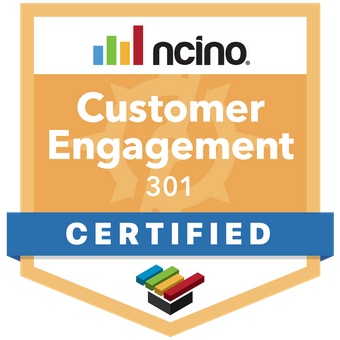 ncino®
Customer
Engagement
301
CERTIFIED